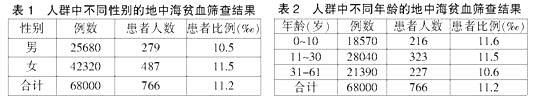 表1 人群中不同性别的地中海贫血筛查结果
性别 例数 患者人数 患者比例(‰)
男 25680 279 10.5
女 42320 487 11.5
合计 68000 766 11.2
表2 人群中不同年龄的地中海贫血筛查结果
年龄(岁) 例数 患者人数 患者比例(‰)
0~10 18570 216 11.6
11~30 28040 323 11.5
31-61 21390 227 10.6
合计 68000 766 11.2